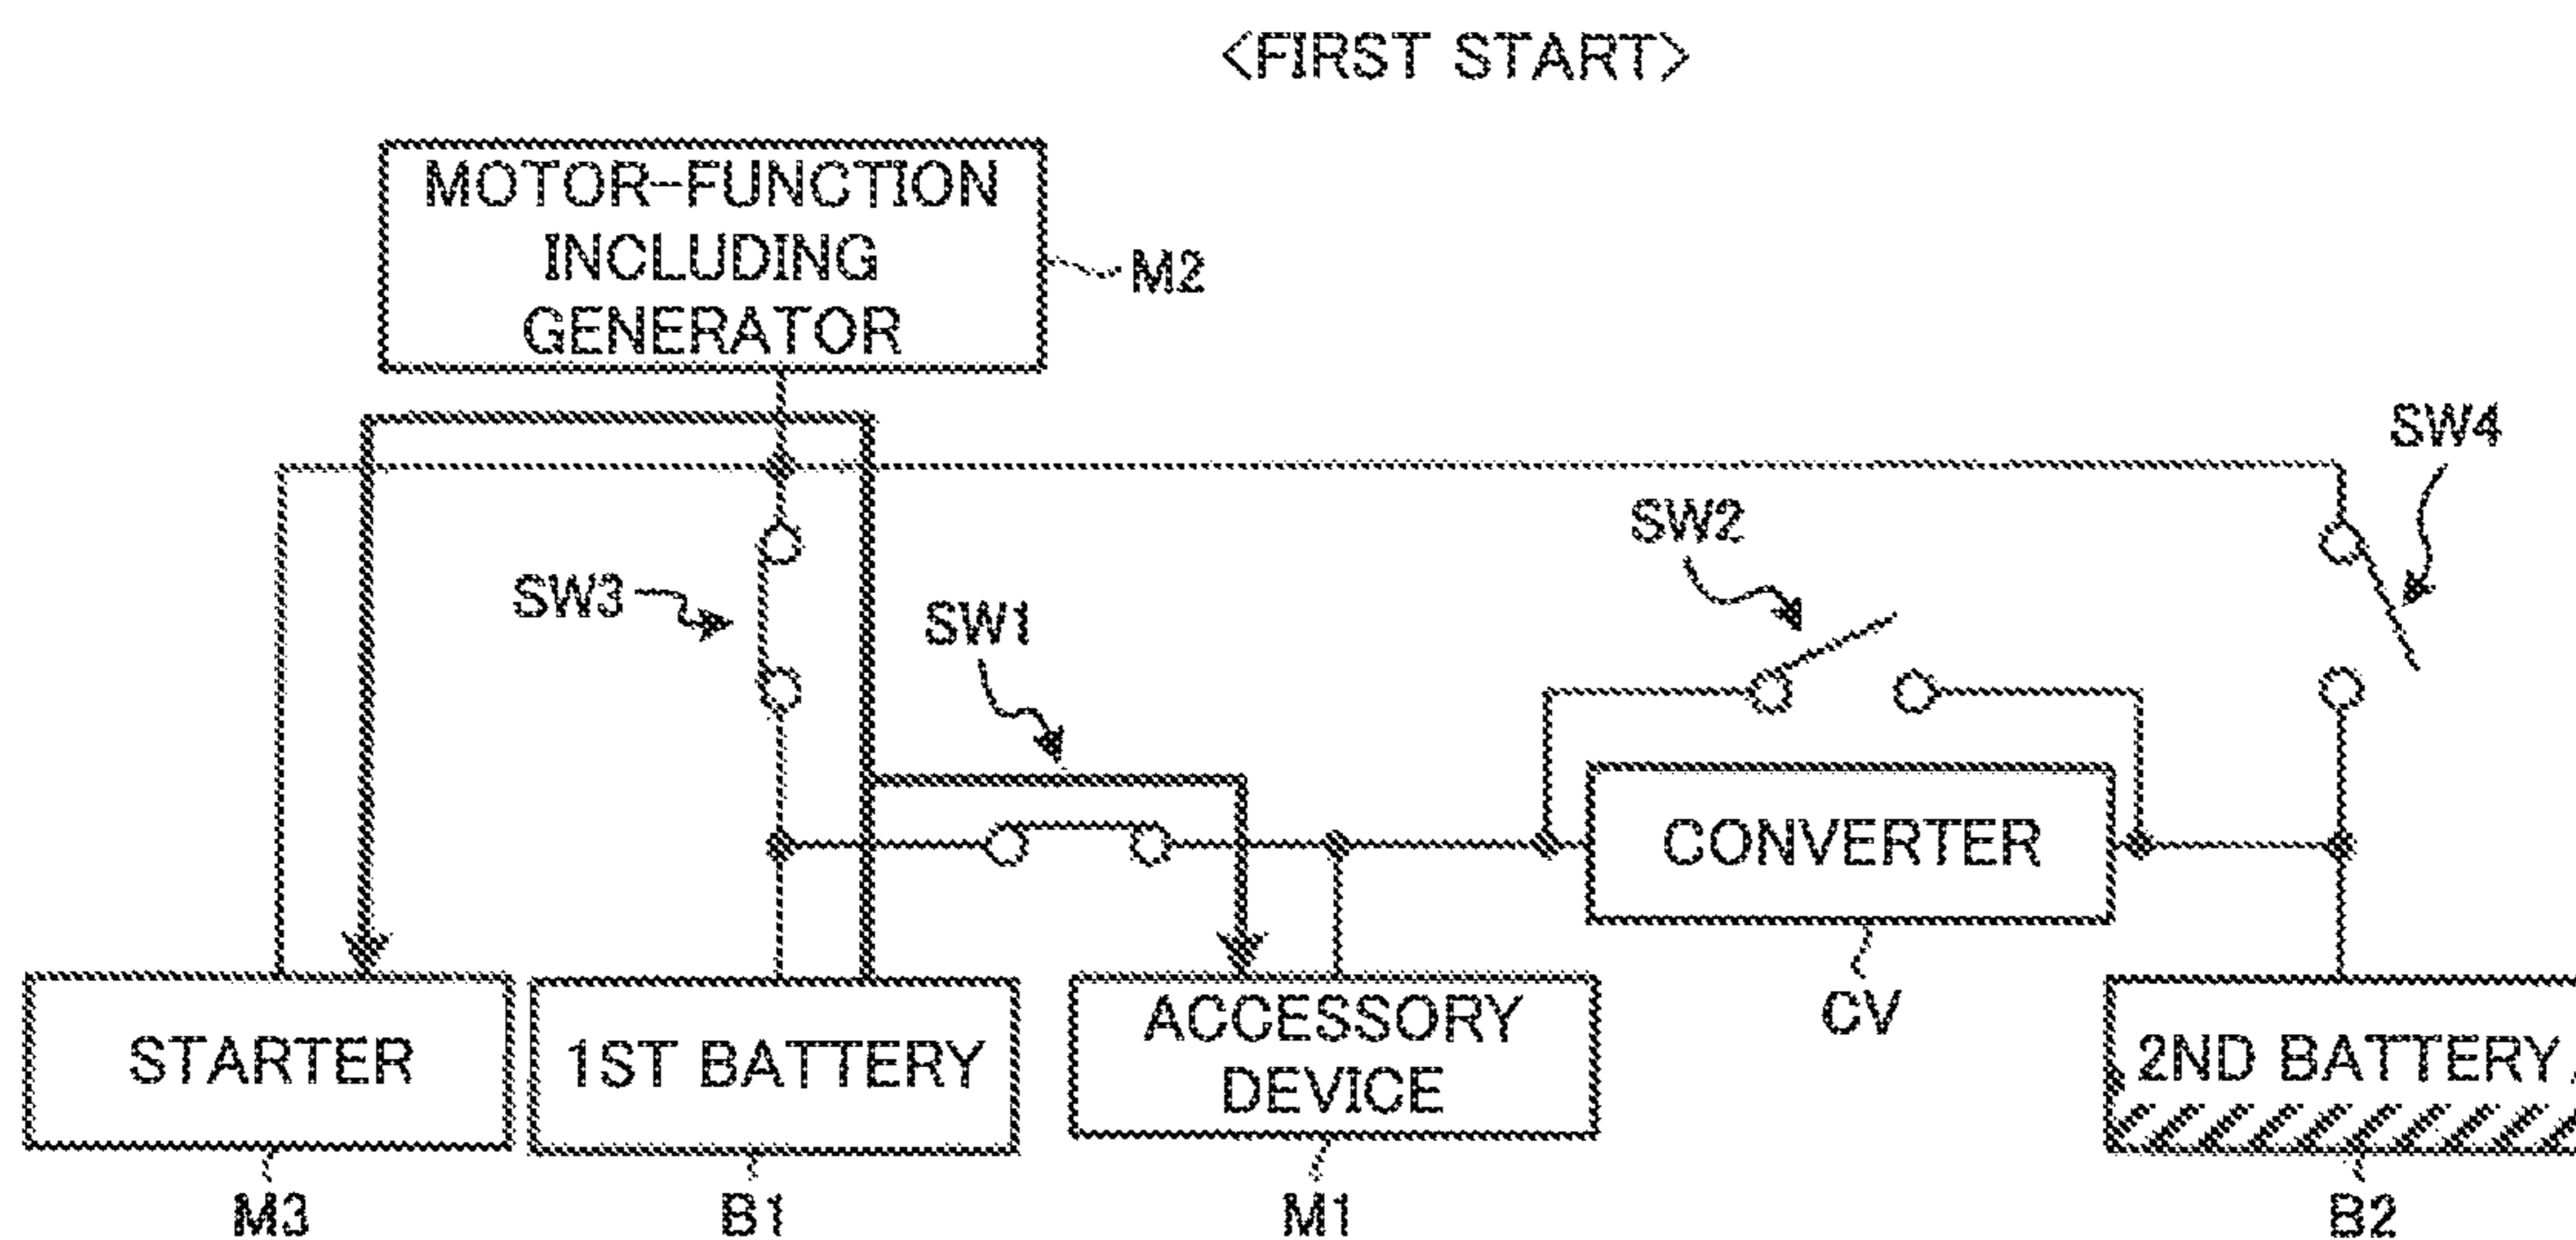 <FIRST START>
MOTOR-FUNCTION
INCLUDING
GENERATOR
M2
SW4
SW2
SW3
SW1
CONVERTER
CV
STARTER
1ST BATTERY
ACCESSORY
DEVICE
2ND BATTERY
M3
B1
M1
B2